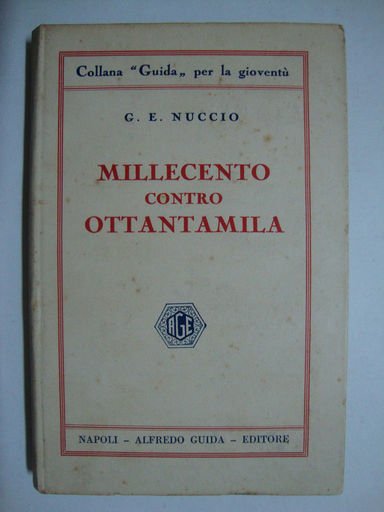 Collana "Guida„ per la gioventù
G. E. NUCCIO
MILLECENTO
CONTRO
OTTANTAMILA
AGE
NAPOLI - ALFREDO GUIDA - EDITORE